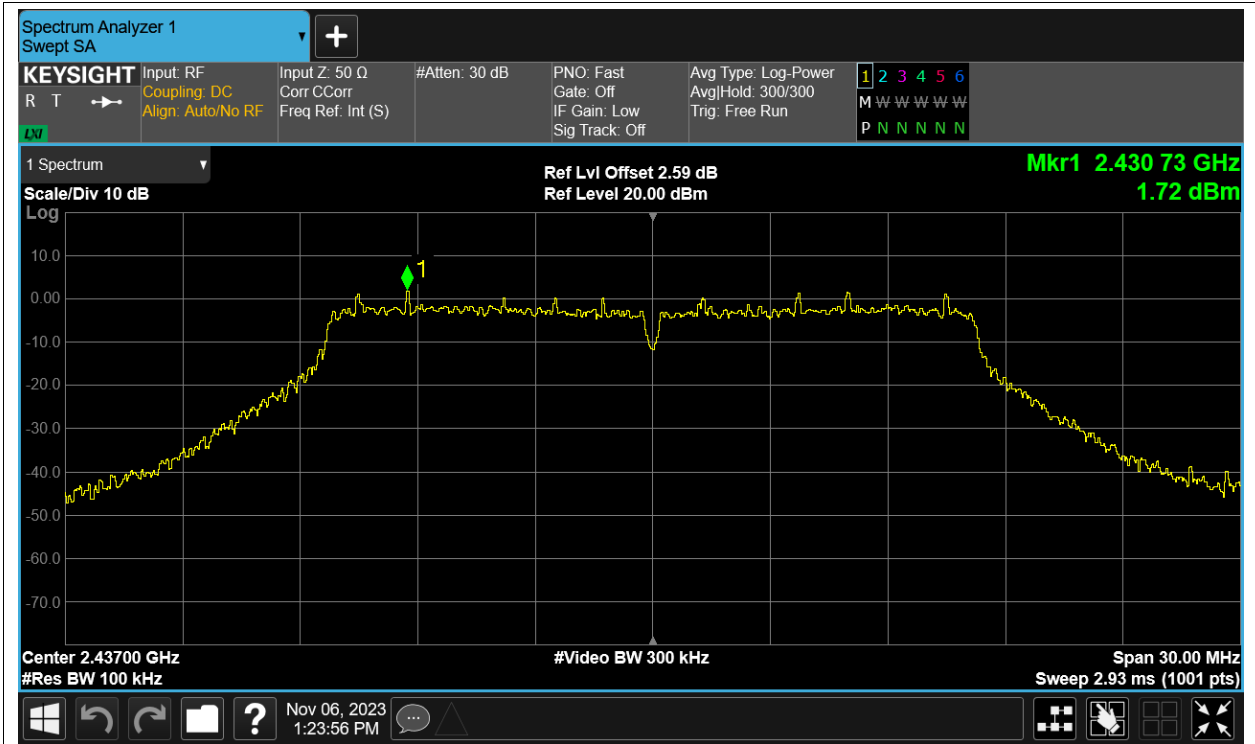 Spectrum Analyzer 1
Swept SA
KEYSIGHT
R T
LXI
Input: RF
Coupling: DC
Align: Auto/No RF
Input Z: 50 Ω
Corr CCorr
Freq Ref: Int (S)
#Atten: 30 dB
PNO: Fast
Gate: Off
IF Gain: Low
Sig Track: Off
Avg Type: Log-Power
Avg|Hold: 300/300
Trig: Free Run
1 2 3 4 5 6
M W W W W W
P N N N N N
1 Spectrum
Scale/Div 10 dB
Log
Ref Lvl Offset 2.59 dB
Ref Level 20.00 dBm
Mkr1 2.430 73 GHz
1.72 dBm
10.0
1
0.00
-10.0
-20.0
-30.0
-40.0
-50.0
-60.0
-70.0
Center 2.43700 GHz
#Res BW 100 kHz
#Video BW 300 kHz
Span 30.00 MHz
Sweep 2.93 ms (1001 pts)
?
Nov 06, 2023
1:23:56 PM